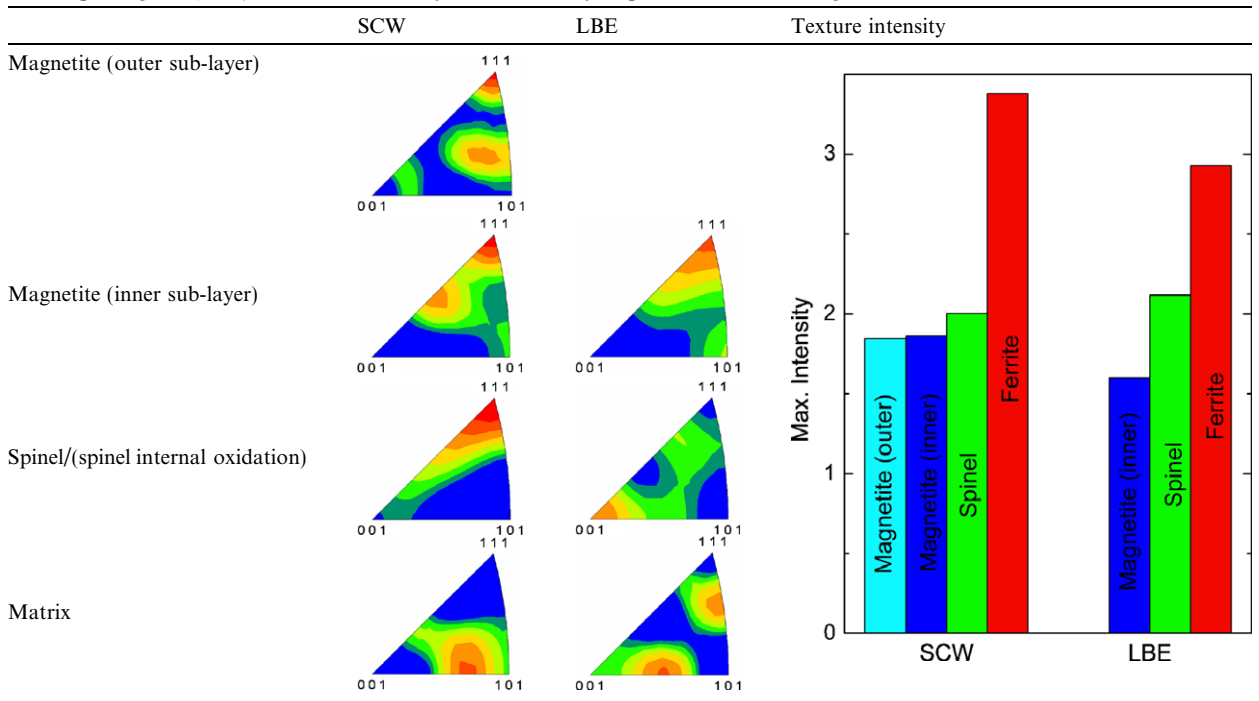 SCW LBE Texture intensity
Magnetite (outer sub-layer)
111
001 101
Magnetite (inner sub-layer)
111 111
001 101 001 101
Spinel/(spinel internal oxidation)
111 111
001 101 001 101
Matrix
111 111
001 101 001 101
Max. Intensity
3
2
1
0
Magnetite (outer)
Magnetite (inner)
Spinel
Ferrite
Magnetite (inner)
Spinel
Ferrite
SCW LBE